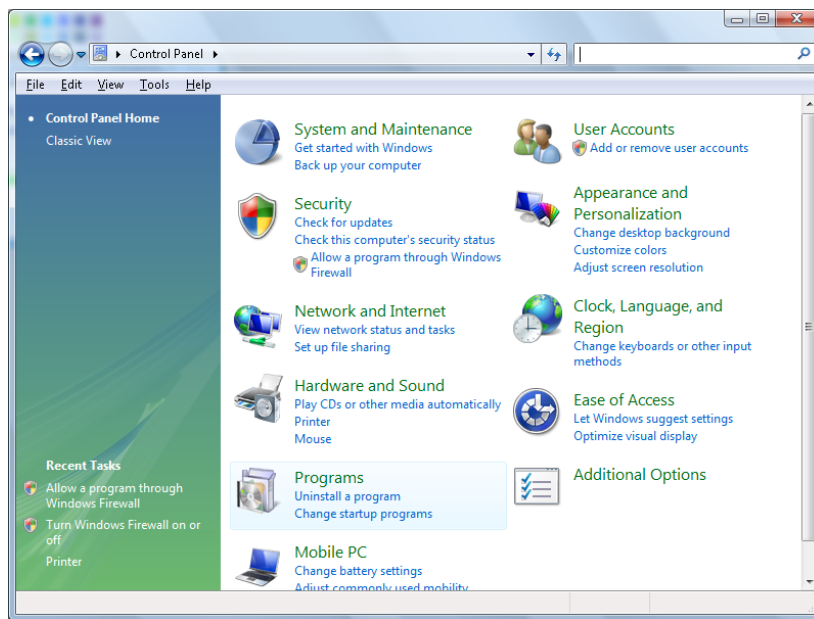 Control Panel
File Edit View Tools Help
Control Panel Home
Classic View
System and Maintenance
Get started with Windows
Back up your computer
Security
Check for updates
Check this computer's security status
Allow a program through Windows
Firewall
Network and Internet
View network status and tasks
Set up file sharing
Hardware and Sound
Play CDs or other media automatically
Printer
Mouse
Programs
Uninstall a program
Change startup programs
Mobile PC
Change battery settings
Adjust commonly used mobility
User Accounts
Add or remove user accounts
Appearance and
Personalization
Change desktop background
Customize colors
Adjust screen resolution
Clock, Language, and
Region
Change keyboards or other input
methods
Ease of Access
Let Windows suggest settings
Optimize visual display
Additional Options
Recent Tasks
Allow a program through
Windows Firewall
Turn Windows Firewall on or
off
Printer